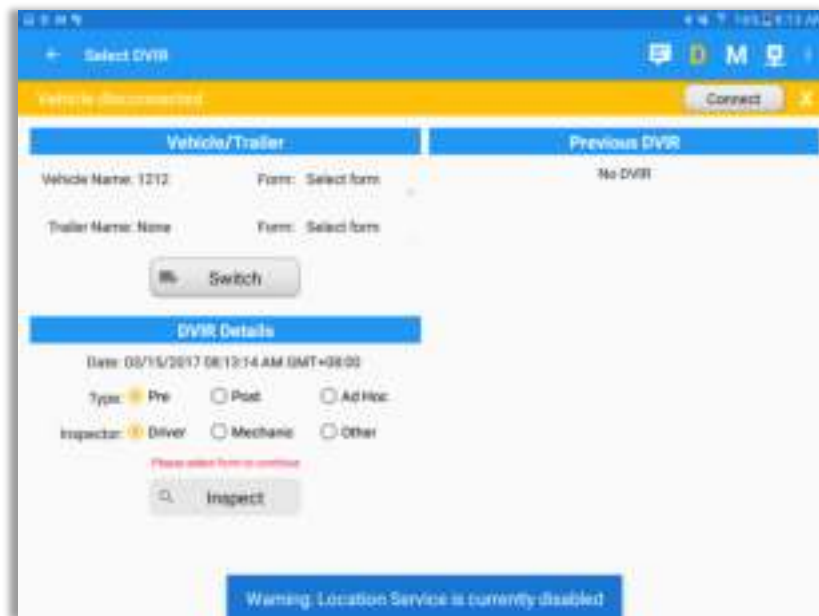 Select DVIR
D M
Vehicle disconnected
Connect X
Vehicle/Trailer
Vehicle Name: 1212 Form: Select form
Trailer Name: None Form: Select form
Switch
DVIR Details
Date: 03/15/2017 08:13:14 AM GMT+08:00
Type: Pre Post Ad Hoc
Inspector: Driver Mechanic Other
Please select form to continue
Inspect
Previous DVIR
No DVIR
Warning: Location Service is currently disabled